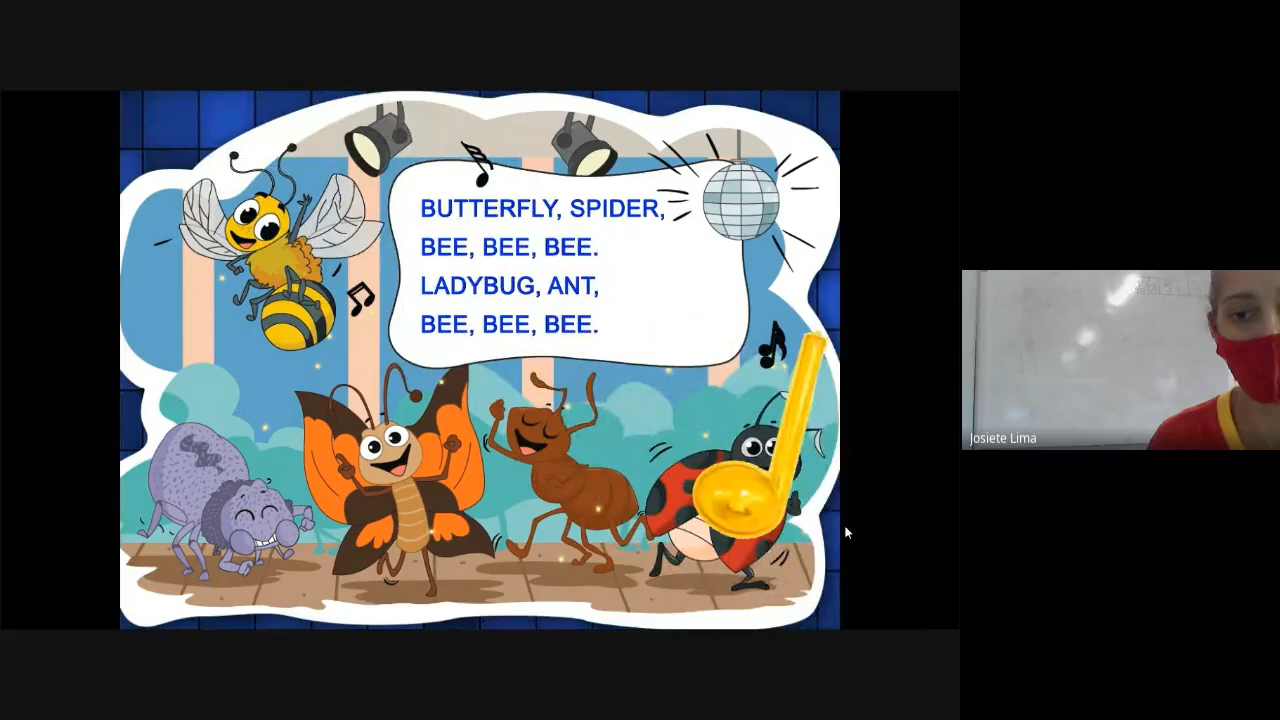 BUTTERFLY, SPIDER,
BEE, BEE, BEE.
LADYBUG, ANT,
BEE, BEE, BEE.
Josiete Lima